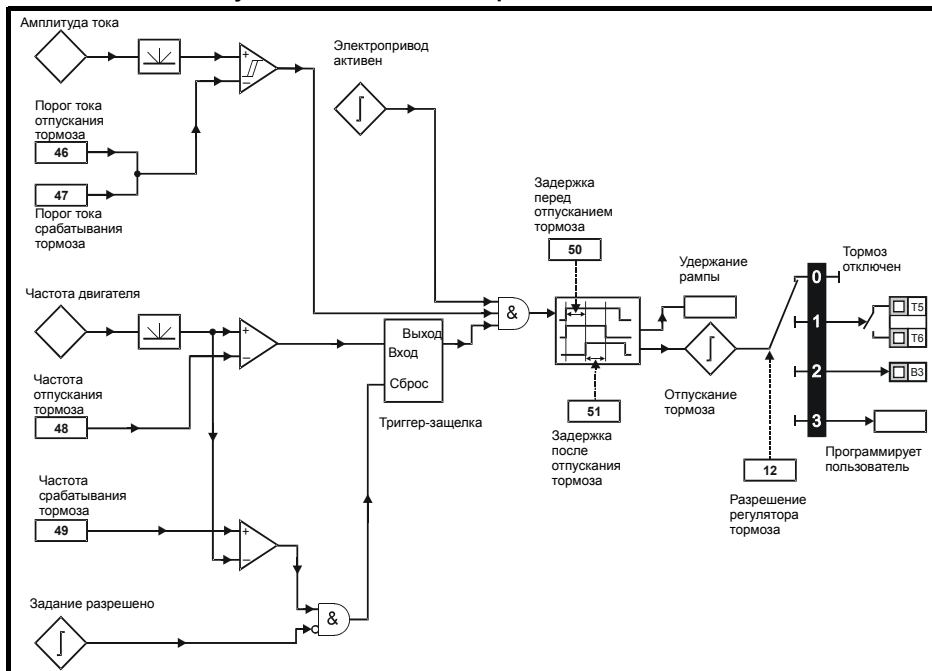 Амплитуда тока
Электропривод
активен
Порог тока
отпускания
тормоза
46
47
Порог тока
срабатывания
тормоза
Задержка
перед
отпусканием
тормоза
50
Удержание
рампы
Тормоз
отключен
0
1
2
3
T5
T6
B3
Частота двигателя
&
Выход
Вход
Сброс
Триггер-защелка
Частота
отпускания
тормоза
48
51
Задержка
после
отпускания
тормоза
Отпускание
тормоза
12
Разрешение
регулятора
тормоза
Программирует
пользователь
Частота
срабатывания
тормоза
49
Задание разрешено
&
+
−
+
−
+
−